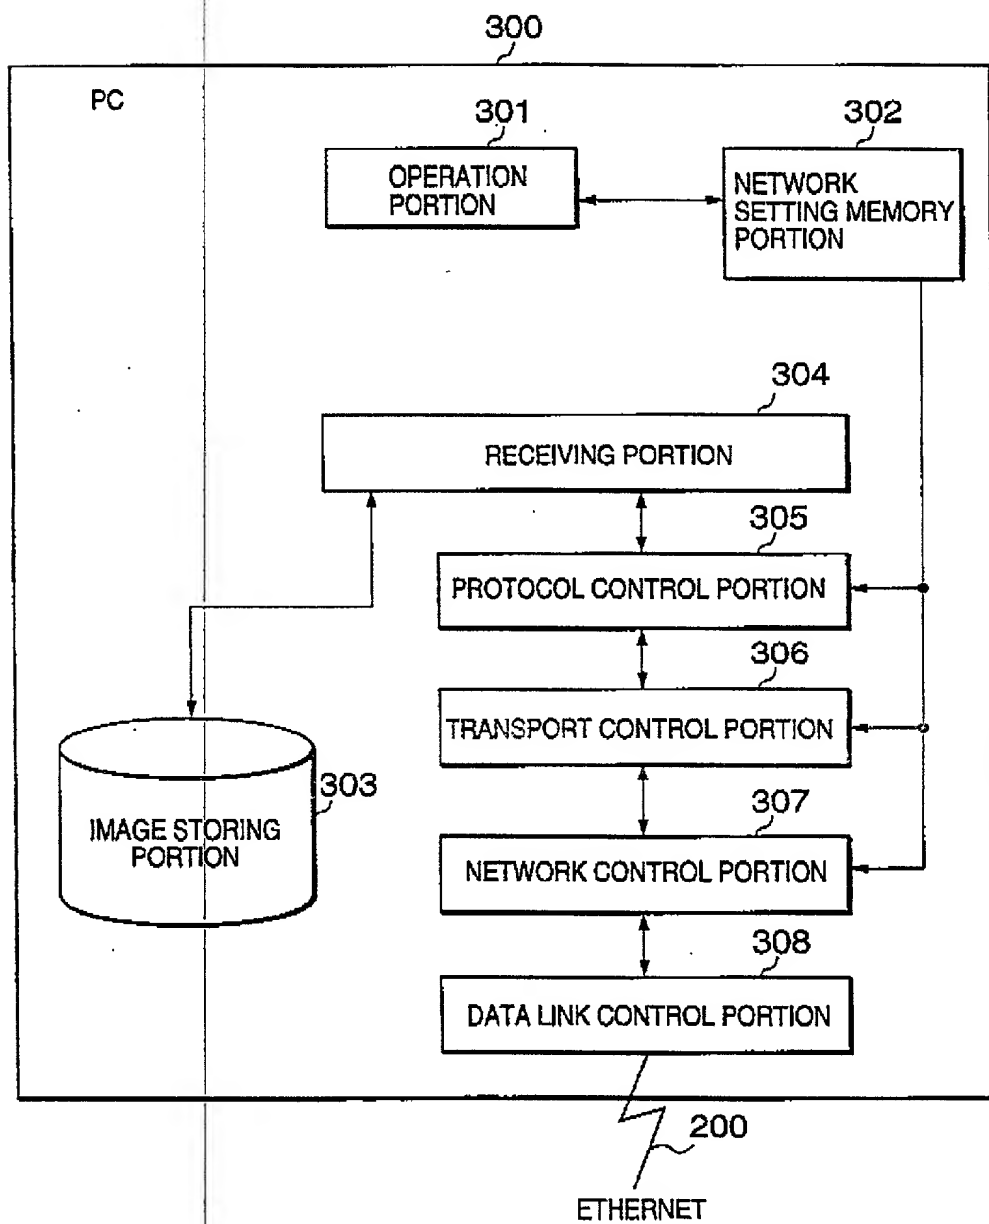 300
PC
301
302
OPERATION
PORTION
NETWORK
SETTING MEMORY
PORTION
304
RECEIVING PORTION
305
PROTOCOL CONTROL PORTION
306
TRANSPORT CONTROL PORTION
303
IMAGE STORING
PORTION
307
NETWORK CONTROL PORTION
308
DATA LINK CONTROL PORTION
200
ETHERNET